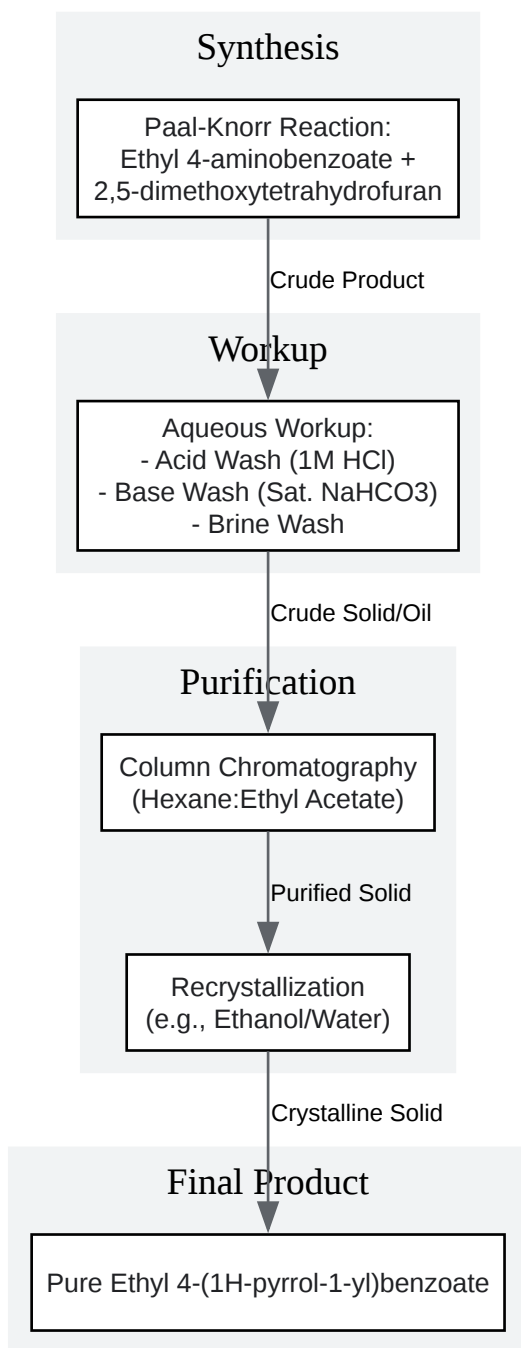 Synthesis
Paal-Knorr Reaction:
Ethyl 4-aminobenzoate +
2,5-dimethoxytetrahydrofuran
Crude Product
Workup
Aqueous Workup:
- Acid Wash (1M HCl)
- Base Wash (Sat. NaHCO3)
- Brine Wash
Crude Solid/Oil
Purification
Column Chromatography
(Hexane:Ethyl Acetate)
Purified Solid
Recrystallization
(e.g., Ethanol/Water)
Crystalline Solid
Final Product
Pure Ethyl 4-(1H-pyrrol-1-yl)benzoate